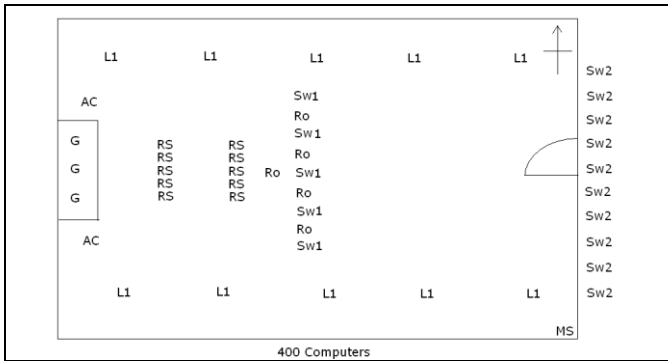 L1 L1 L1 L1 L1
Sw2
AC Sw1 Sw2
Ro Sw2
G RS RS Sw1 Sw2
RS RS Ro
G RS RS Ro Sw1 Sw2
RS RS
G RS RS Ro Sw2
Sw1 Sw2
Ro
AC Sw1 Sw2
Sw2
L1 L1 L1 L1 L1 Sw2
MS
400 Computers